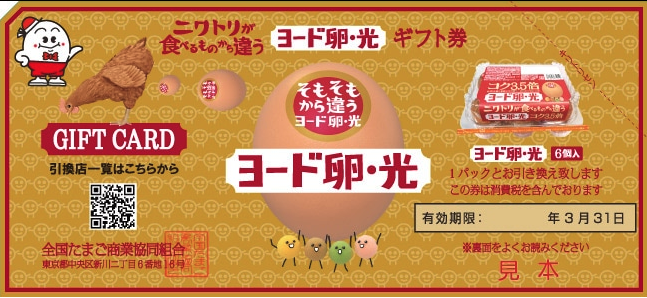 ニワトリが
食べるものから違う
ヨード卵・光 ギフト券
そもそも
から違う
ヨード卵・光
コク3.5倍
ヨード卵・光
ニワトリが食べるものから違う
GIFT CARD
引換店一覧はこちらから
ヨード卵・光
ヨード卵・光 6個入
1パックとお引き換え致します
この券は消費税を含んでおります
有効期限： 年3月31日
全国たまご商業協同組合
東京都中央区新川二丁目6番地16号
※裏面をよくお読みください
見本